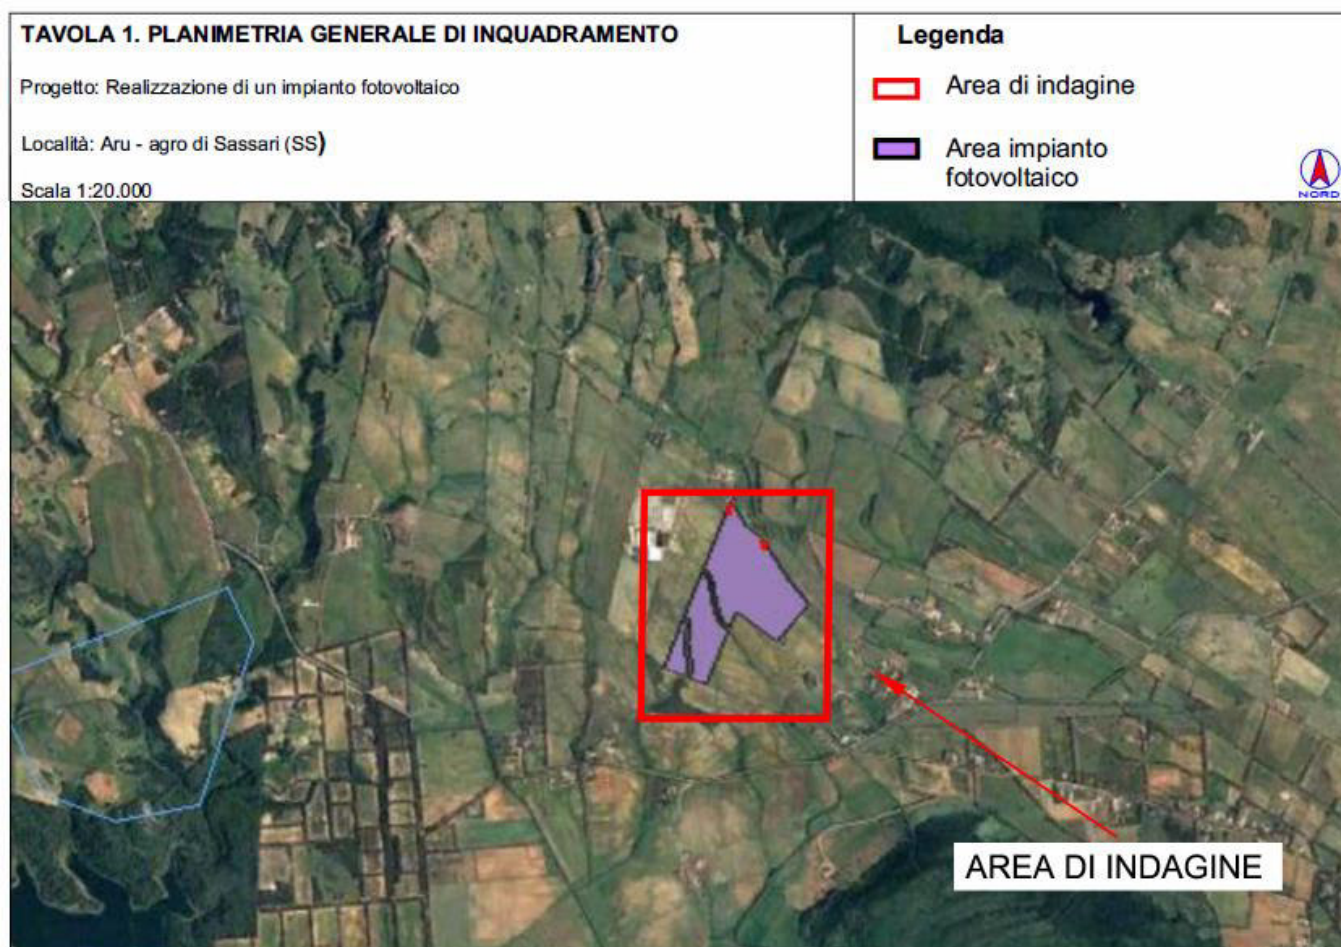 TAVOLA 1. PLANIMETRIA GENERALE DI INQUADRAMENTO
Progetto: Realizzazione di un impianto fotovoltaico
Località: Aru - agro di Sassari (SS)
Scala 1:20.000
Legenda
Area di indagine
Area impianto
fotovoltaico
NORD
AREA DI INDAGINE